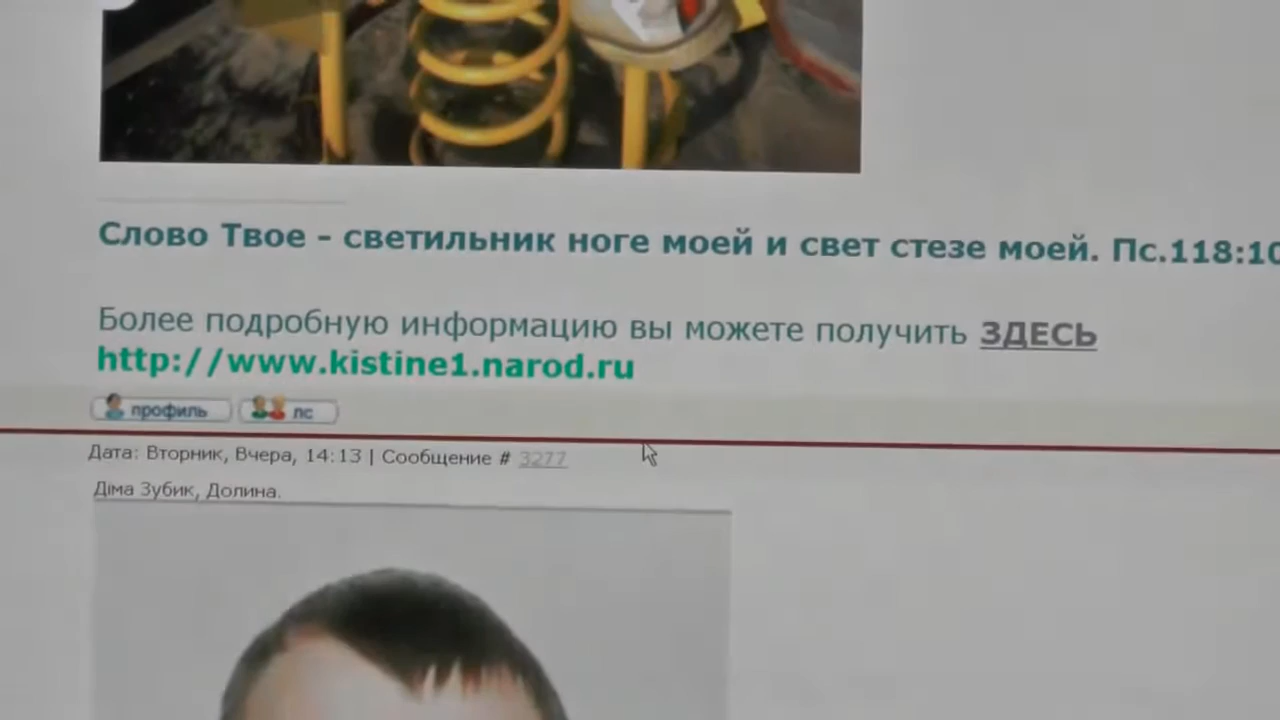 Слово Твое - светильник ноге моей и свет стезе моей. Пс.118:10
Более подробную информацию вы можете получить ЗДЕСЬ
http://www.kistine1.narod.ru
профиль
пс
Дата: Вторник, Вчера, 14:13 | Сообщение # 3277
Діма Зубик, Долина.